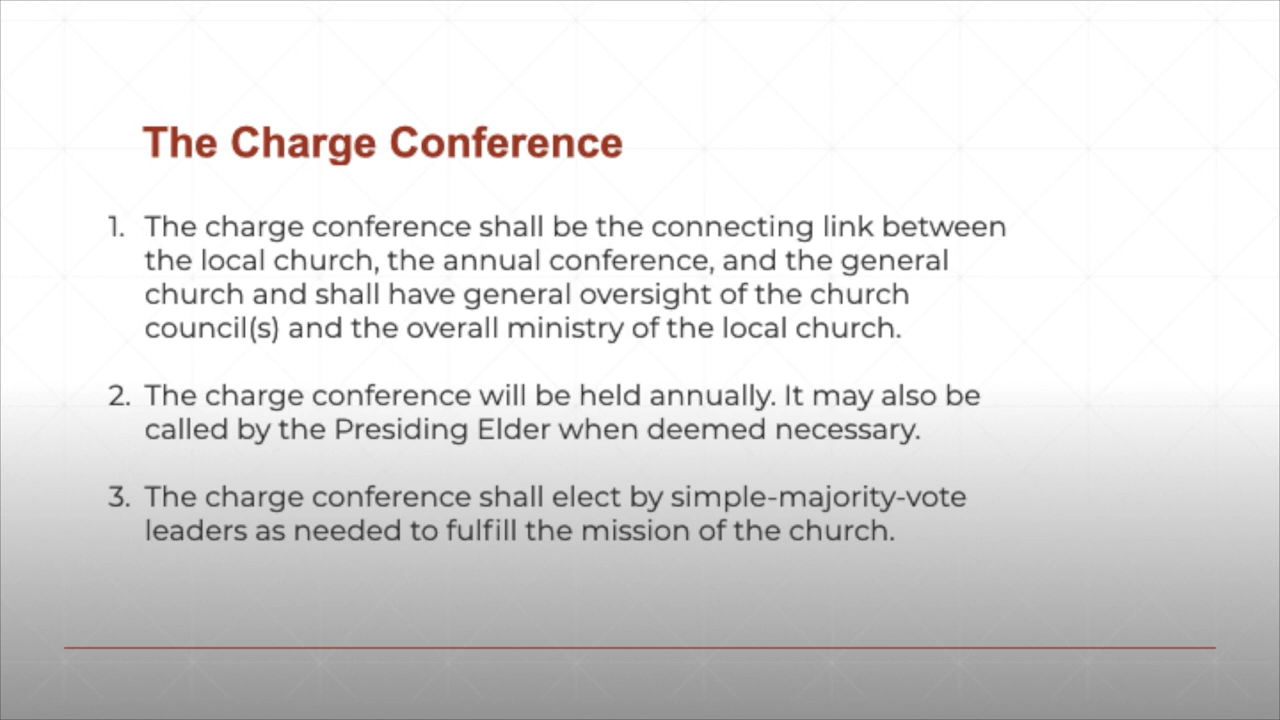 The Charge Conference
1. The charge conference shall be the connecting link between
the local church, the annual conference, and the general
church and shall have general oversight of the church
council(s) and the overall ministry of the local church.
2. The charge conference will be held annually. It may also be
called by the Presiding Elder when deemed necessary.
3. The charge conference shall elect by simple-majority-vote
leaders as needed to fulfill the mission of the church.